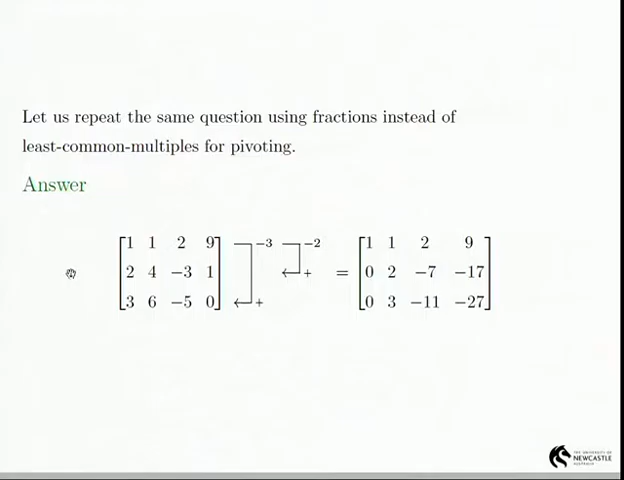 Let us repeat the same question using fractions instead of
least-common-multiples for pivoting.
Answer
[1 1 2 9] −3 −2 [1 1 2 9]
[2 4 −3 1] + = [0 2 −7 −17]
[3 6 −5 0] + [0 3 −11 −27]
THE UNIVERSITY OF
NEWCASTLE
AUSTRALIA